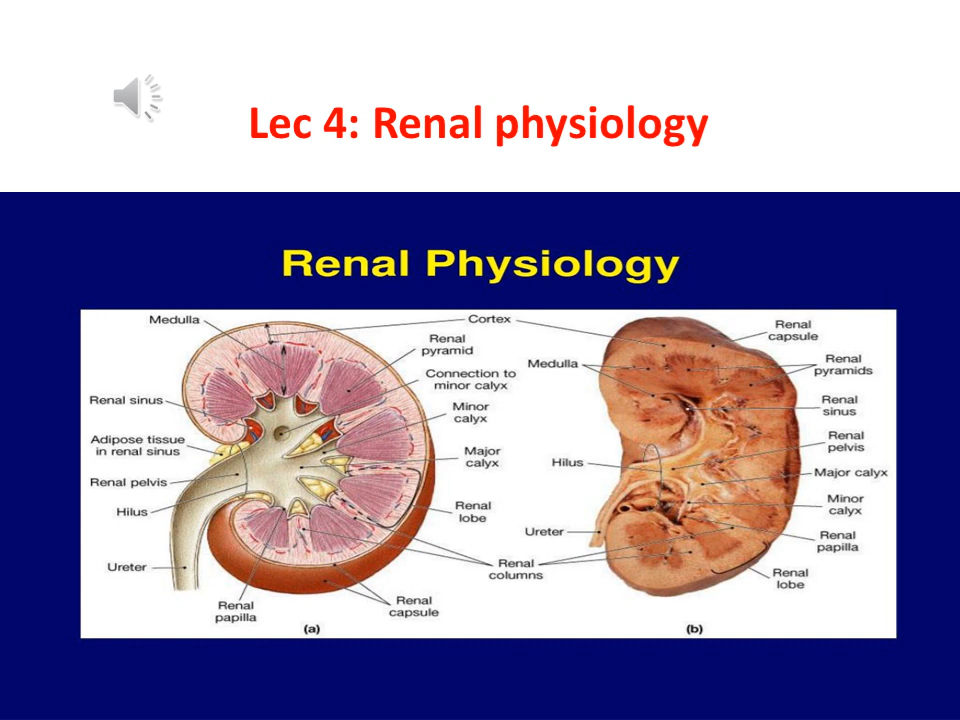 Lec 4: Renal physiology
Renal Physiology
Medulla
Renal
pyramid
Connection to
minor calyx
Minor
calyx
Major
calyx
Renal
lobe
Renal sinus
Adipose tissue
in renal sinus
Renal pelvis
Hilus
Ureter
Renal
papilla
Renal
capsule
(a)
Cortex
Renal
columns
Medulla
Hilus
Ureter
Renal
capsule
Renal
pyramids
Renal
sinus
Renal
pelvis
Major calyx
Minor
calyx
Renal
papilla
Renal
lobe
(b)